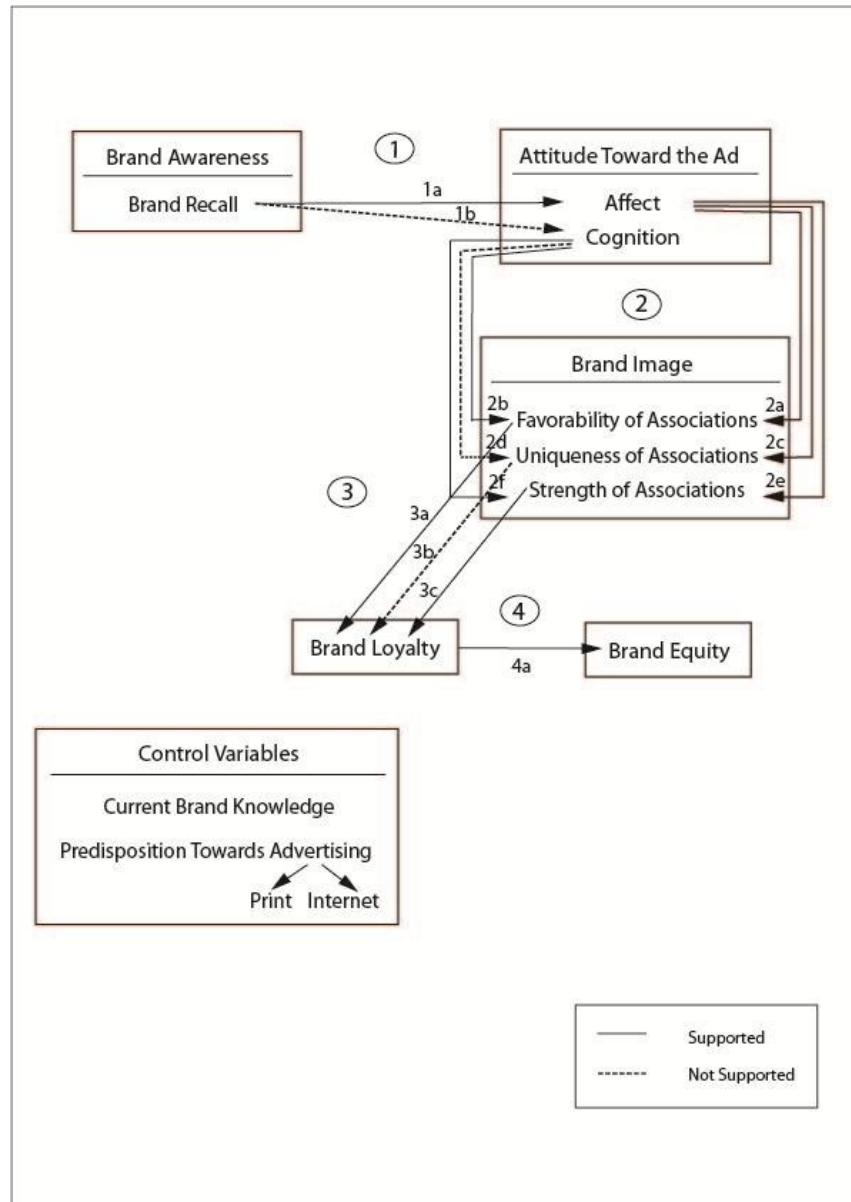 1
Brand Awareness
Brand Recall
1a
1b
Attitude Toward the Ad
Affect
Cognition
2
Brand Image
2b Favorability of Associations 2a
2d Uniqueness of Associations 2c
2f Strength of Associations 2e
3
3a
3b
3c
4
Brand Loyalty
4a
Brand Equity
Control Variables
Current Brand Knowledge
Predisposition Towards Advertising
Print Internet
Supported
Not Supported